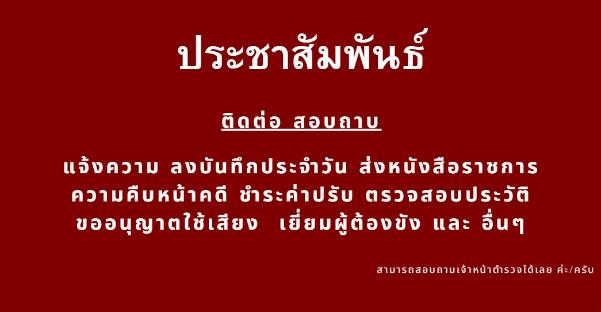 ประชาสัมพันธ์
ติดต่อ สอบถาบ
แจ้งความ ลงบันทึกประจำวัน ส่งหนังสือราชการ
ความคืบหน้าคดี ชำระค่าปรับ ตรวจสอบประวัติ
ขออนุญาตใช้เสียง เยี่ยมผู้ต้องขัง และ อื่นๆ
สามารถสอบถามเจ้าหน้าตำรวจได้เลย ค่ะ/ครับ